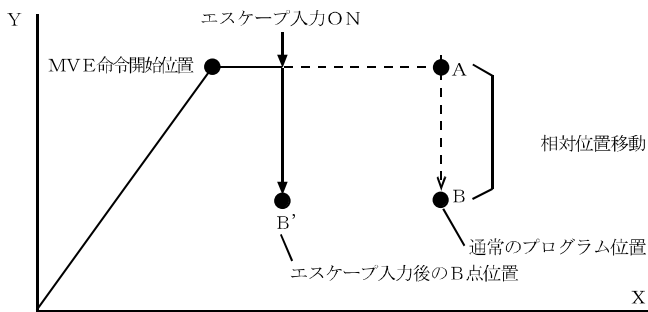 Y
エスケープ入力ON
MVE命令開始位置
A
相対位置移動
B
B'
通常のプログラム位置
エスケープ入力後のB点位置
X